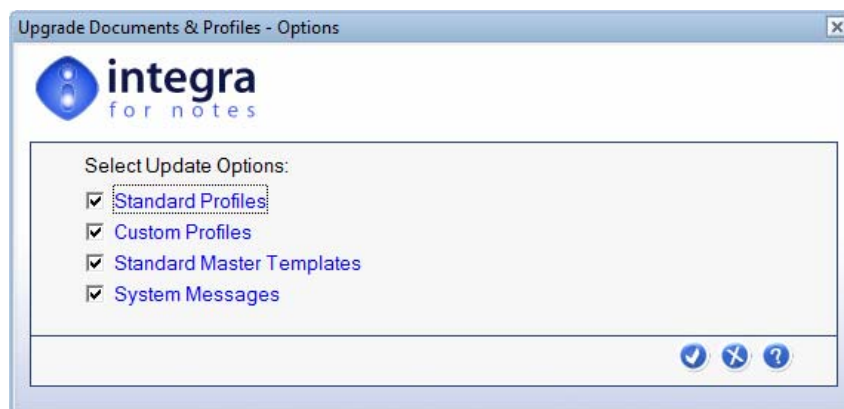 Upgrade Documents & Profiles - Options
integra
for notes
Select Update Options:
Standard Profiles
Custom Profiles
Standard Master Templates
System Messages